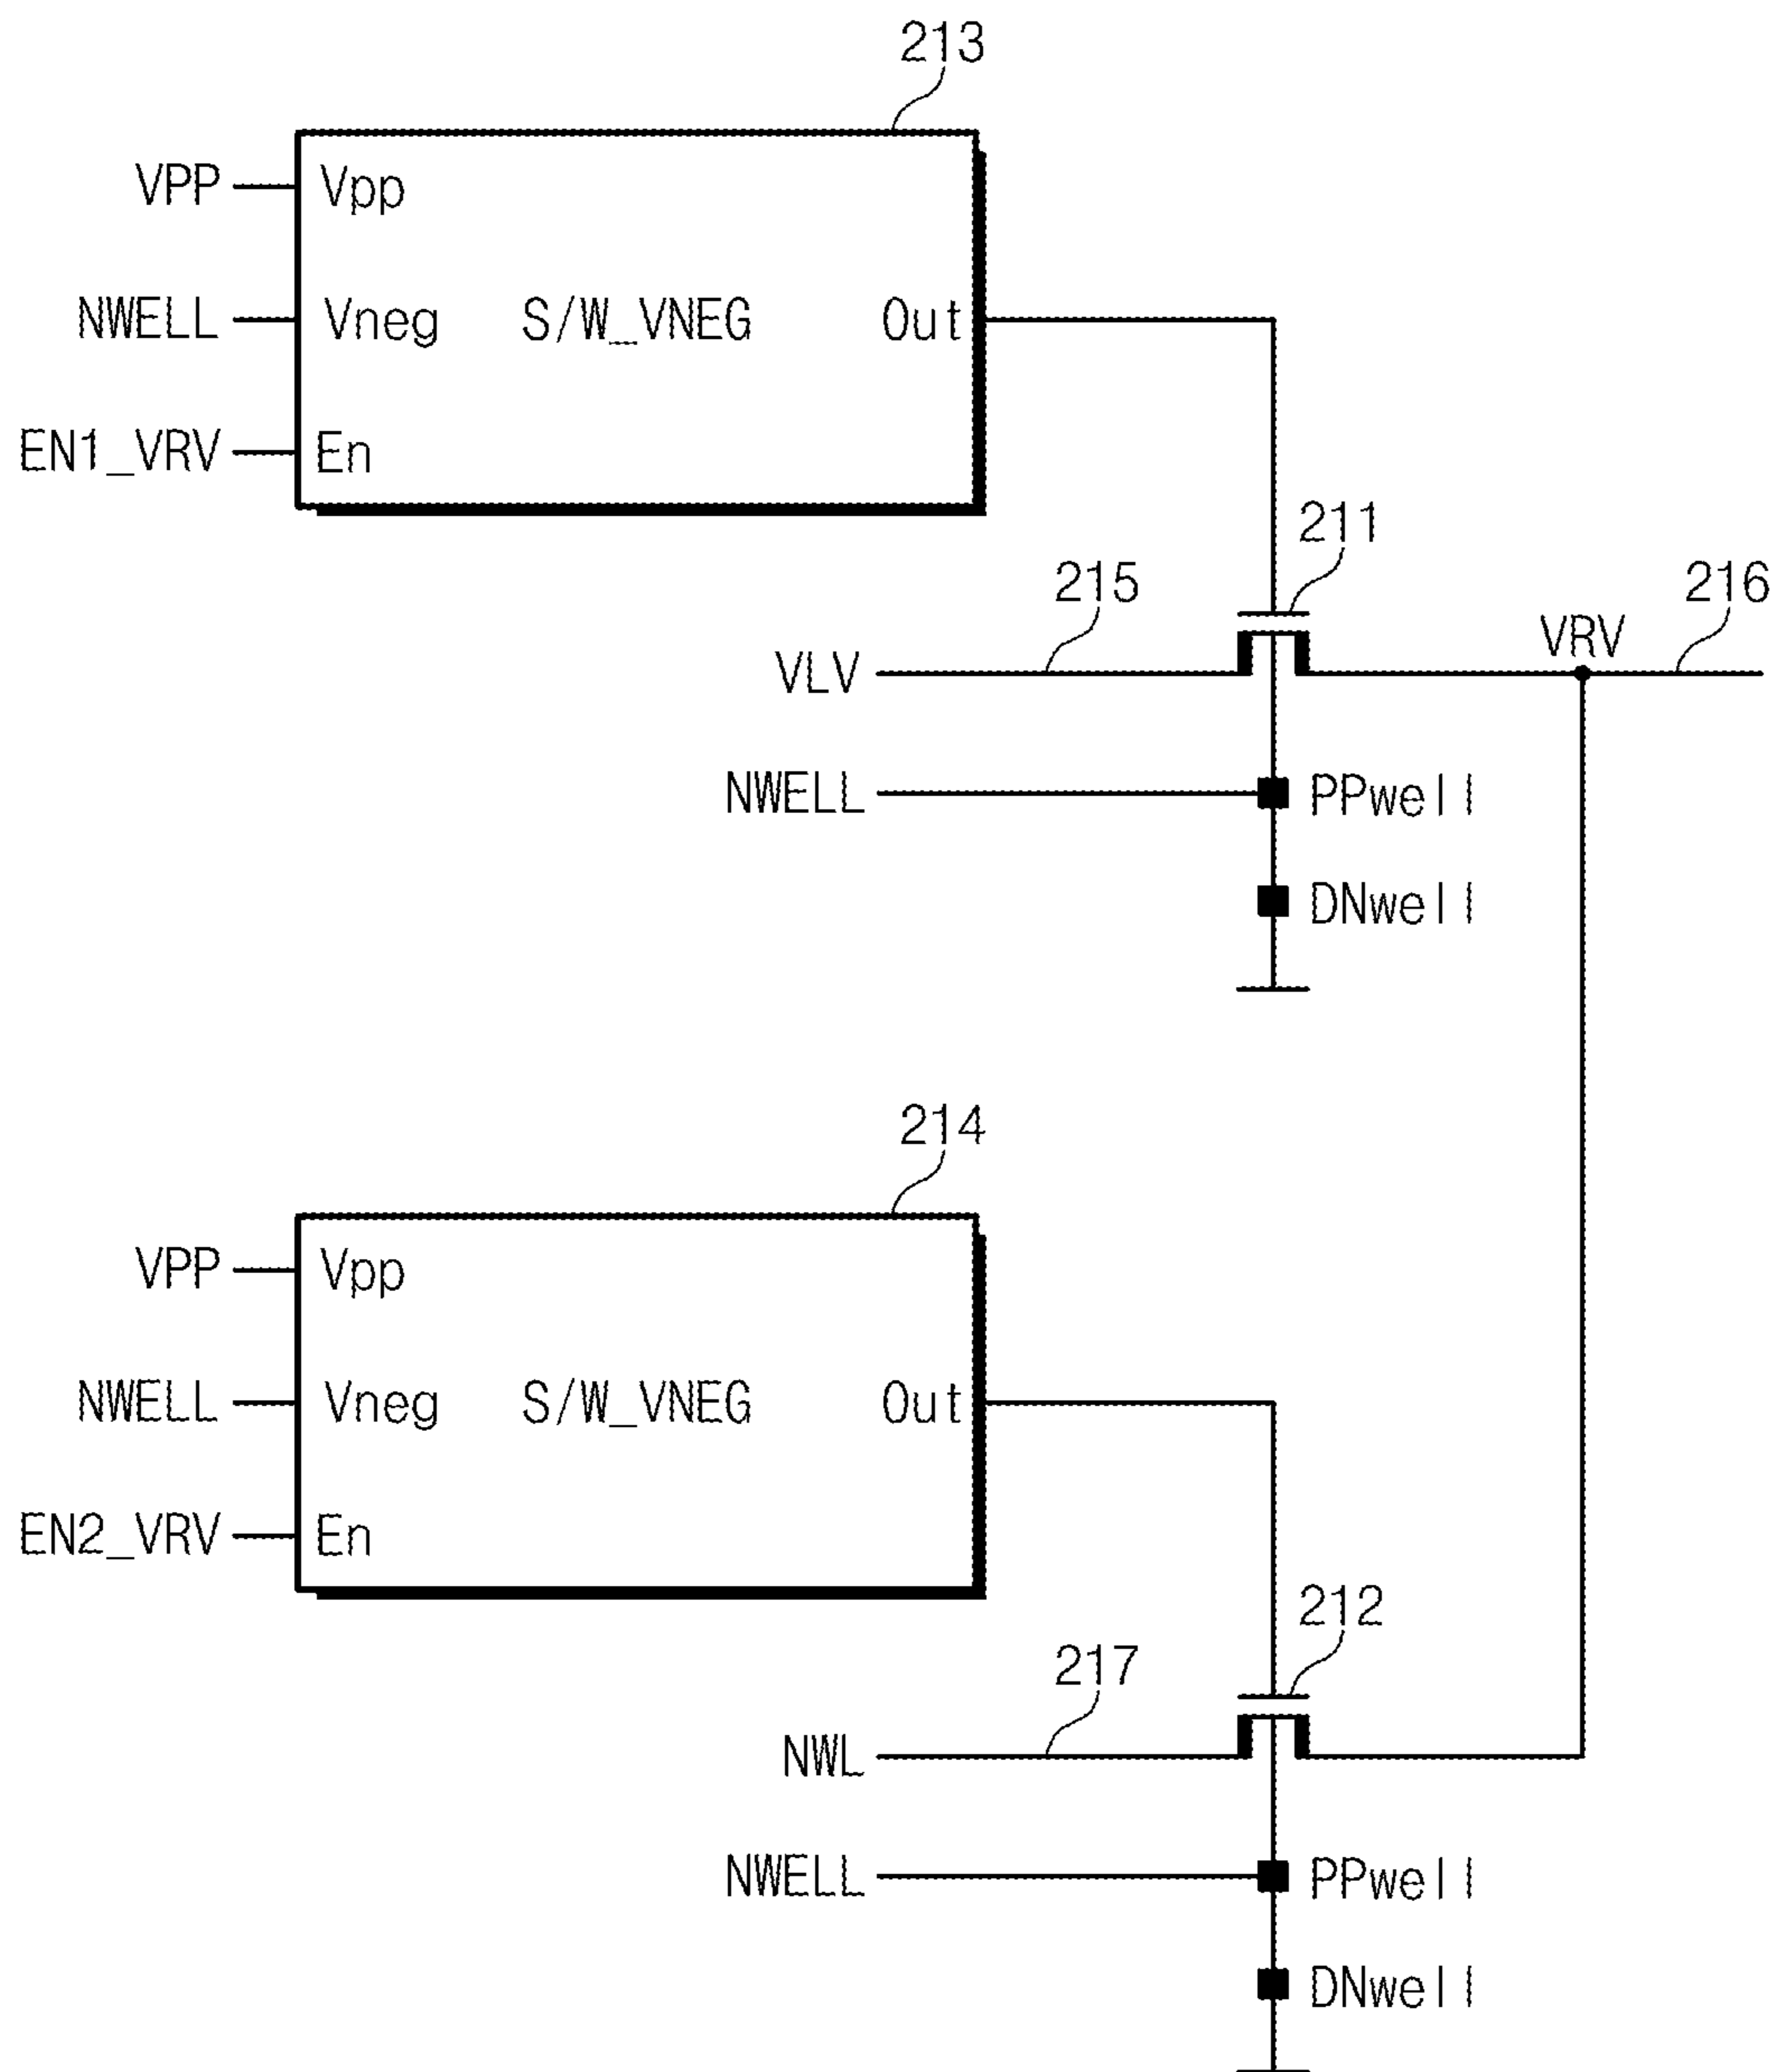 213
VPP Vpp
NWELL Vneg S/W_VNEG Out
EN1_VRV En
211
215 216
VRV
VLV
NWELL PPwell
DNwell
214
VPP Vpp
NWELL Vneg S/W_VNEG Out
EN2_VRV En
212
217
NWL
NWELL PPwell
DNwell